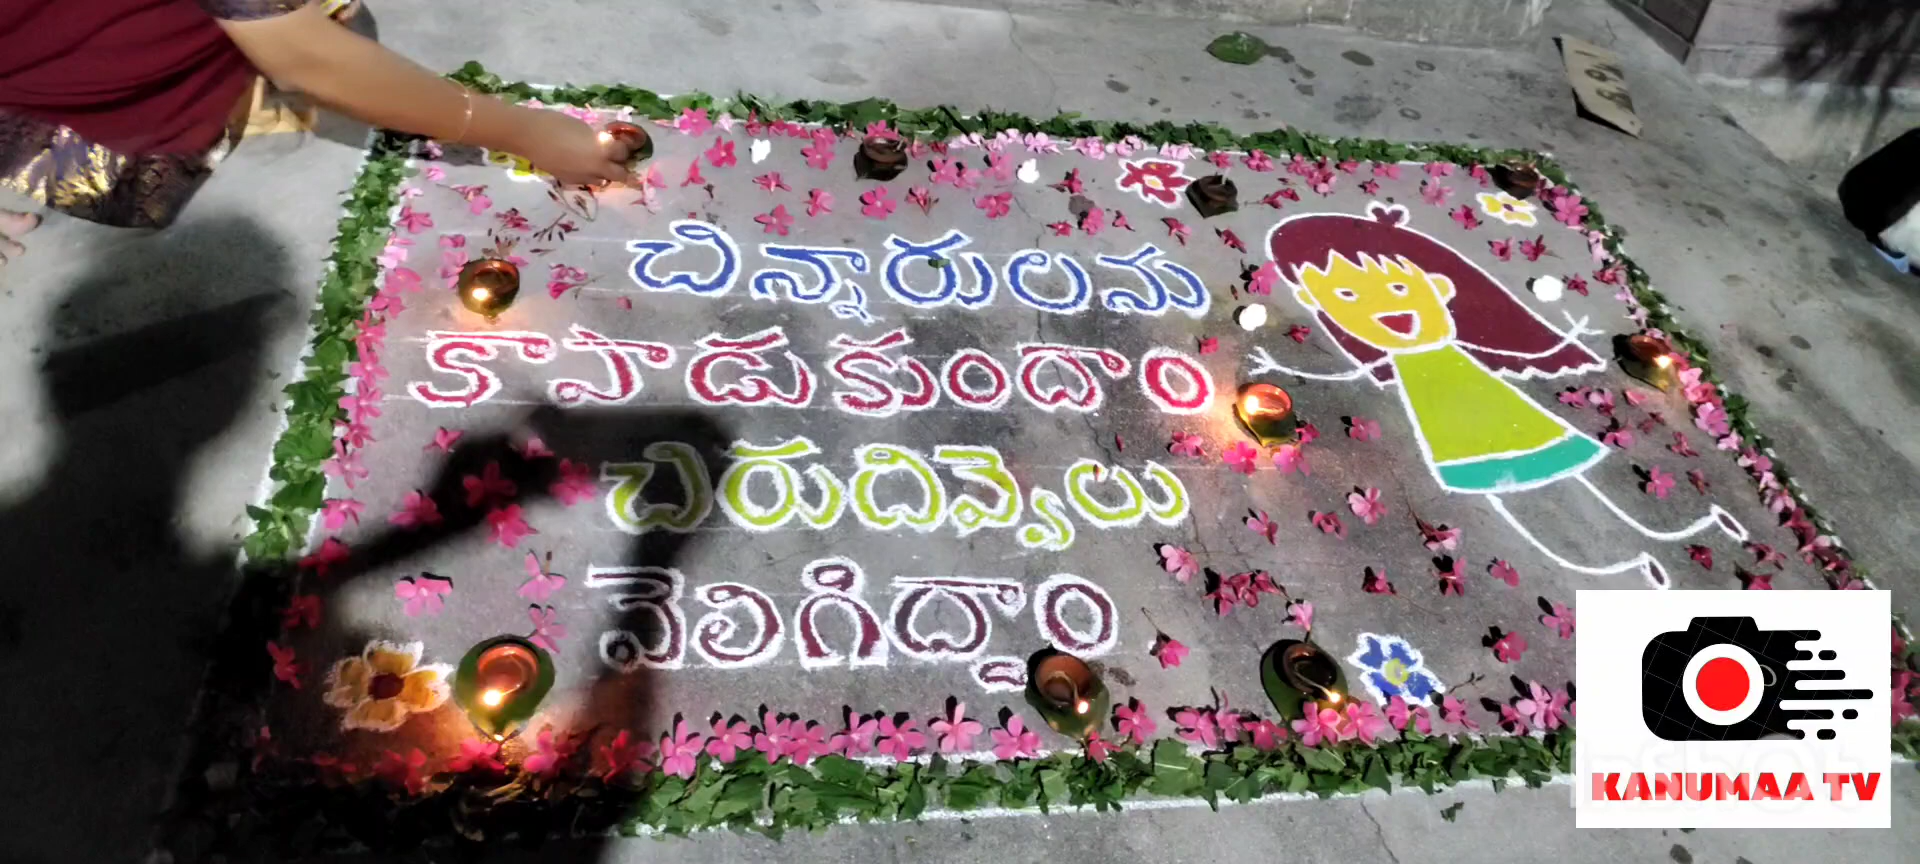 చిన్నారులను
కాపాడుకుందాం
చిరుదివ్వెలు
వెలిగిద్దాం
KANUMAA TV